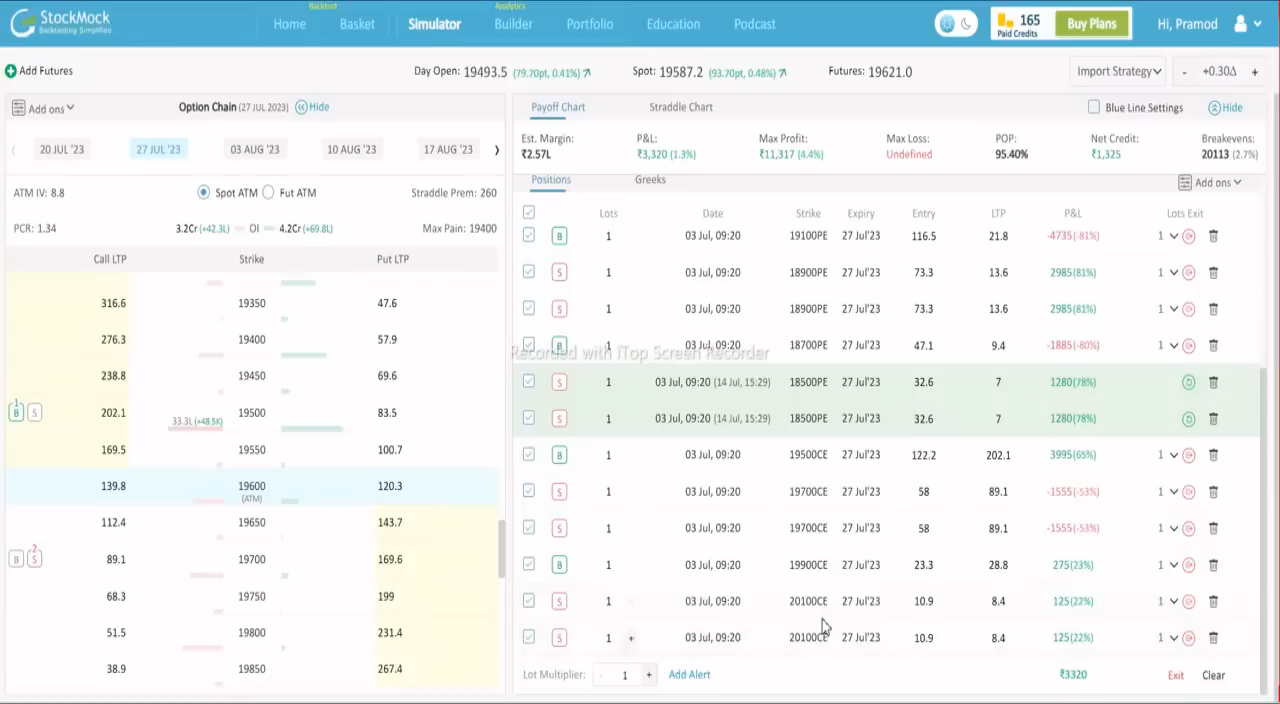 StockMock
Backtesting Simplified
Home
Backtest
Basket
Simulator
Analytics
Builder
Portfolio
Education
Podcast
165
Paid Credits
Buy Plans
Hi, Pramod
Add Futures
Day Open: 19493.5 (79.70pt, 0.41%)
Spot: 19587.2 (93.70pt, 0.48%)
Futures: 19621.0
Import Strategy
- +0.30Δ +
Add ons
Option Chain (27 JUL 2023) Hide
20 JUL '23 27 JUL '23 03 AUG '23 10 AUG '23 17 AUG '23
ATM IV: 8.8 Spot ATM Fut ATM Straddle Prem: 260
PCR: 1.34 3.2Cr (+42.3L) OI 4.2Cr (+69.8L) Max Pain: 19400
Call LTP Strike Put LTP
316.6 19350 47.6
276.3 19400 57.9
238.8 19450 69.6
1
B S 202.1 19500 83.5
33.3L (+48.5K)
169.5 19550 100.7
139.8 19600 120.3
(ATM)
112.4 19650 143.7
2
B S 89.1 19700 169.6
68.3 19750 199
51.5 19800 231.4
38.9 19850 267.4
Payoff Chart Straddle Chart Blue Line Settings Hide
Est. Margin: P&L: Max Profit: Max Loss: POP: Net Credit: Breakevens:
₹2.57L ₹3,320 (1.3%) ₹11,317 (4.4%) Undefined 95.40% ₹1,325 20113 (2.7%)
Positions Greeks Add ons
Lots Date Strike Expiry Entry LTP P&L Lots Exit
B 1 03 Jul, 09:20 19100PE 27 Jul'23 116.5 21.8 -4735(-81%) 1
S 1 03 Jul, 09:20 18900PE 27 Jul'23 73.3 13.6 2985(81%) 1
S 1 03 Jul, 09:20 18900PE 27 Jul'23 73.3 13.6 2985(81%) 1
B 1 03 Jul, 09:20 18700PE 27 Jul'23 47.1 9.4 -1885(-80%) 1
Recorded with iTop Screen Recorder
S 1 03 Jul, 09:20 (14 Jul, 15:29) 18500PE 27 Jul'23 32.6 7 1280(78%)
S 1 03 Jul, 09:20 (14 Jul, 15:29) 18500PE 27 Jul'23 32.6 7 1280(78%)
B 1 03 Jul, 09:20 19500CE 27 Jul'23 122.2 202.1 3995(65%) 1
S 1 03 Jul, 09:20 19700CE 27 Jul'23 58 89.1 -1555(-53%) 1
S 1 03 Jul, 09:20 19700CE 27 Jul'23 58 89.1 -1555(-53%) 1
B 1 03 Jul, 09:20 19900CE 27 Jul'23 23.3 28.8 275(23%) 1
S 1 03 Jul, 09:20 20100CE 27 Jul'23 10.9 8.4 125(22%) 1
S 1 + 03 Jul, 09:20 20100CE 27 Jul'23 10.9 8.4 125(22%) 1
Lot Multiplier: - 1 + Add Alert ₹3320 Exit Clear